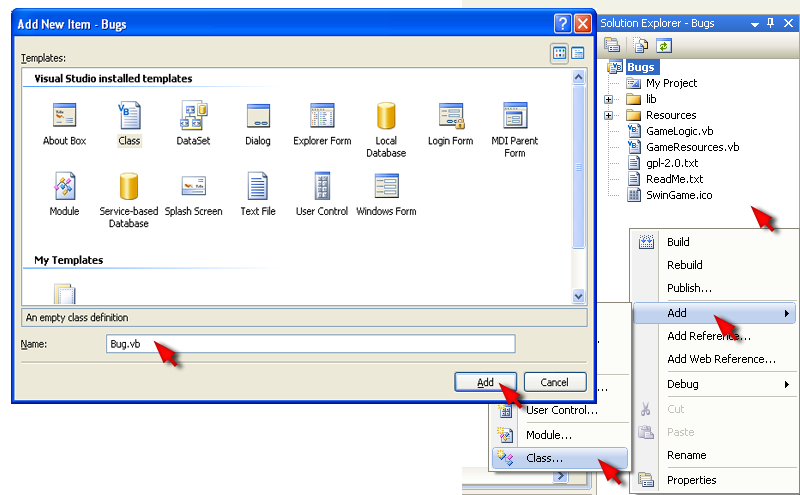 Add New Item - Bugs
Templates:
Visual Studio installed templates
About Box
Class
DataSet
Dialog
Explorer Form
Local
Database
Login Form
MDI Parent
Form
Module
Service-based
Database
Splash Screen
Text File
User Control
Windows Form
My Templates
An empty class definition
Name:
Bug.vb
Add
Cancel
Solution Explorer - Bugs
Bugs
My Project
lib
Resources
GameLogic.vb
GameResources.vb
gpl-2.0.txt
ReadMe.txt
SwinGame.ico
Build
Rebuild
Publish...
Add
Add Reference...
Add Web Reference...
Debug
Cut
Paste
Rename
Properties
User Control...
Module...
Class...